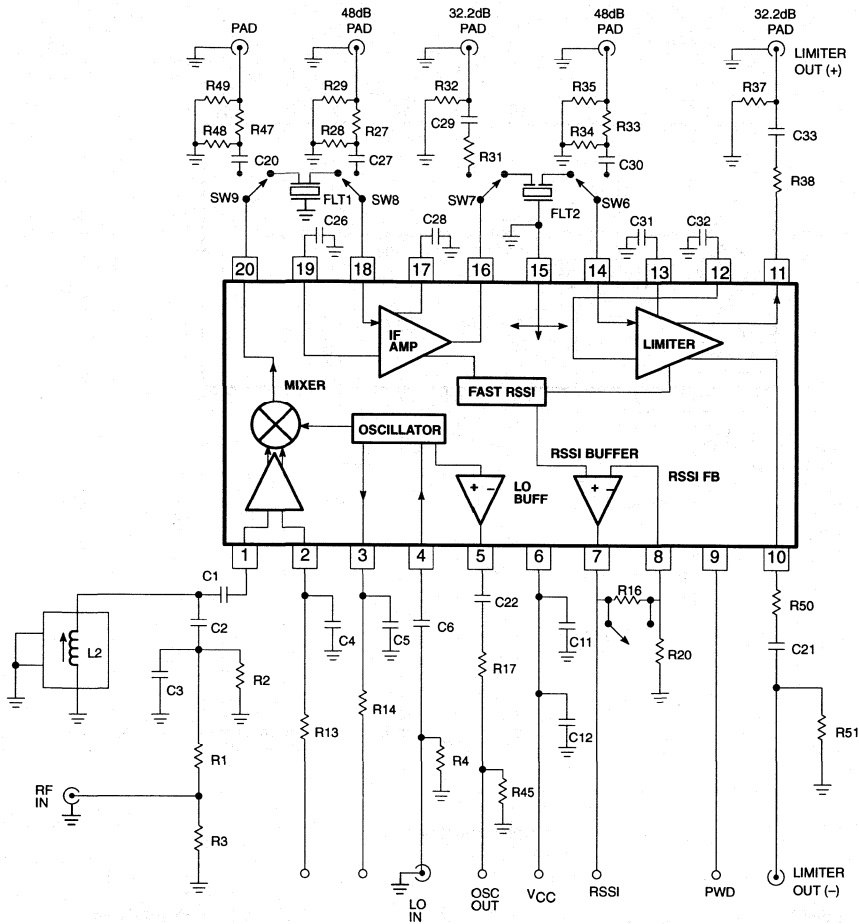 PAD
48dB
PAD
32.2dB
PAD
48dB
PAD
32.2dB
PAD
LIMITER
OUT (+)
R49
R48
R47
C20
R29
R28
R27
C27
R32
C29
R31
R35
R34
R33
C30
R37
C33
R38
SW9
FLT1
SW8
SW7
FLT2
SW6
C26
C28
C31
C32
20
19
18
17
16
15
14
13
12
11
IF
AMP
LIMITER
MIXER
FAST RSSI
OSCILLATOR
RSSI BUFFER
RSSI FB
+ −
LO
BUFF
+ −
1
2
3
4
5
6
7
8
9
10
C1
C2
L2
C3
R2
C4
C5
C6
C22
R17
C11
C12
R16
R20
R50
C21
R51
R13
R14
R4
R45
R1
RF
IN
R3
LO
IN
OSC
OUT
VCC
RSSI
PWD
LIMITER
OUT (−)